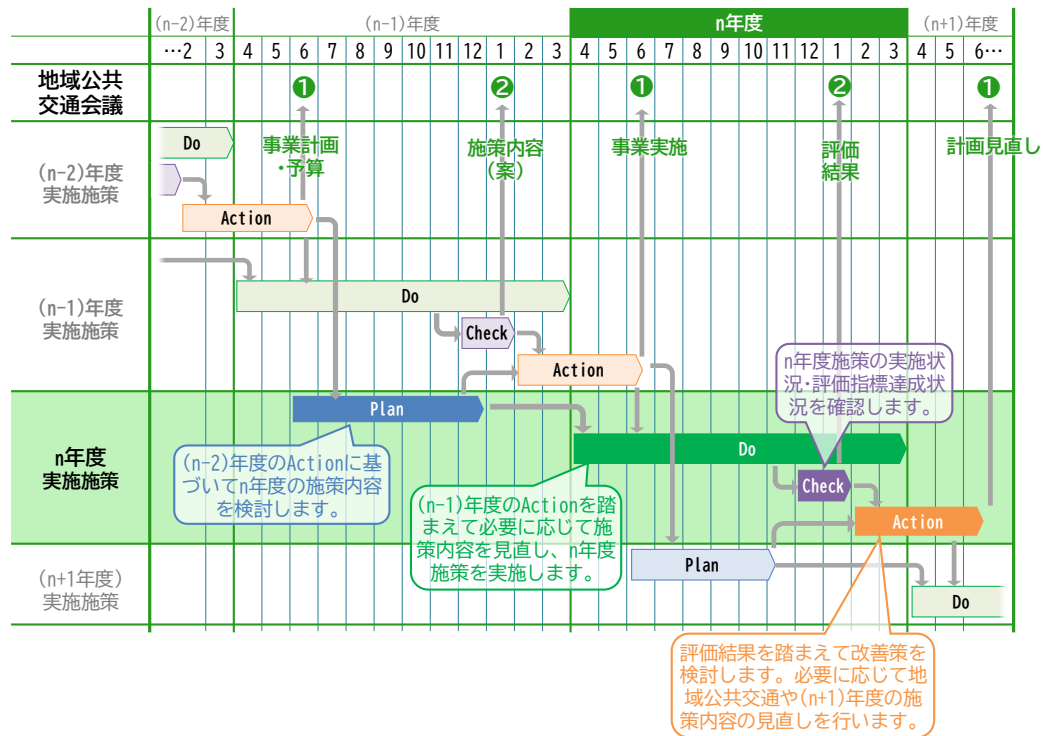 (n-2)年度 (n-1)年度 n年度 (n+1)年度
…2 3 4 5 6 7 8 9 10 11 12 1 2 3 4 5 6 7 8 9 10 11 12 1 2 3 4 5 6…
地域公共
交通会議
❶ ❷ ❶ ❷ ❶
事業計画
・予算
施策内容
(案)
事業実施
評価
結果
計画見直し
(n-2)年度
実施施策
Do
Action
(n-1)年度
実施施策
Do
Check
Action
n年度施策の実施状
況・評価指標達成状
況を確認します。
n年度
実施施策
Plan
(n-2)年度のActionに基
づいてn年度の施策内容
を検討します。
Do
(n-1)年度のActionを踏
まえて必要に応じて施
策内容を見直し、n年度
施策を実施します。
Check
Action
(n+1年度)
実施施策
Plan
Do
評価結果を踏まえて改善策を
検討します。必要に応じて地
域公共交通や(n+1)年度の施
策内容の見直しを行います。